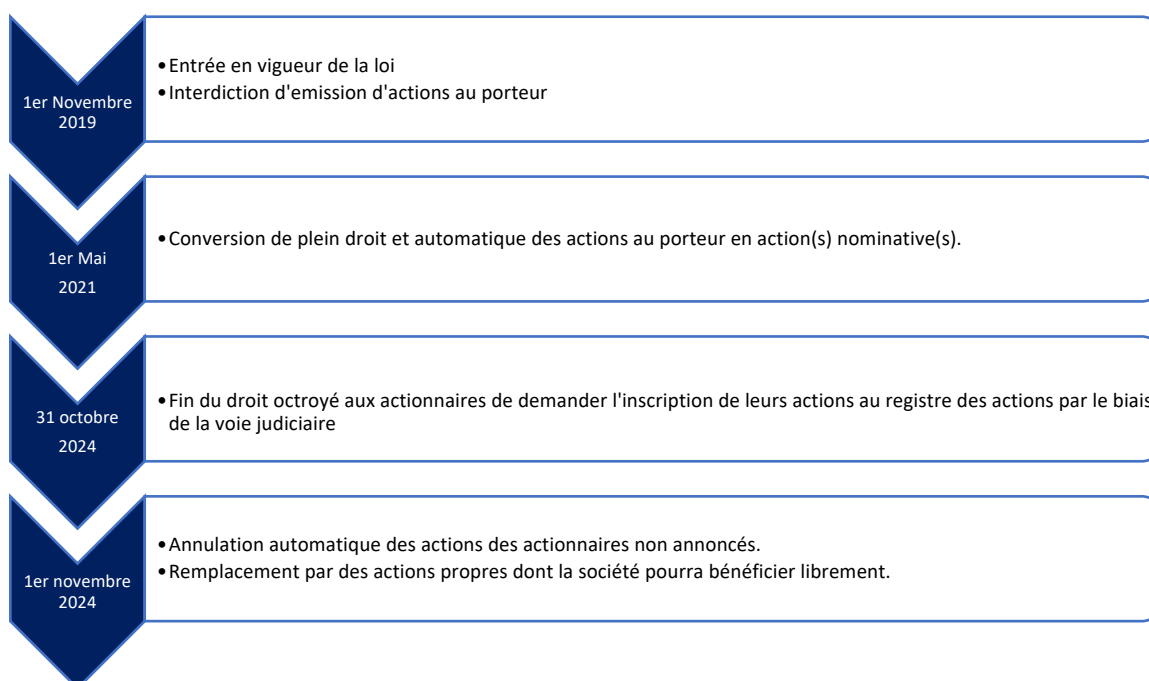 1er Novembre
2019
•Entrée en vigueur de la loi
•Interdiction d'emission d'actions au porteur
1er Mai
2021
•Conversion de plein droit et automatique des actions au porteur en action(s) nominative(s).
31 octobre
2024
•Fin du droit octroyé aux actionnaires de demander l'inscription de leurs actions au registre des actions par le biais
de la voie judiciaire
1er novembre
2024
•Annulation automatique des actions des actionnaires non annoncés.
•Remplacement par des actions propres dont la société pourra bénéficier librement.